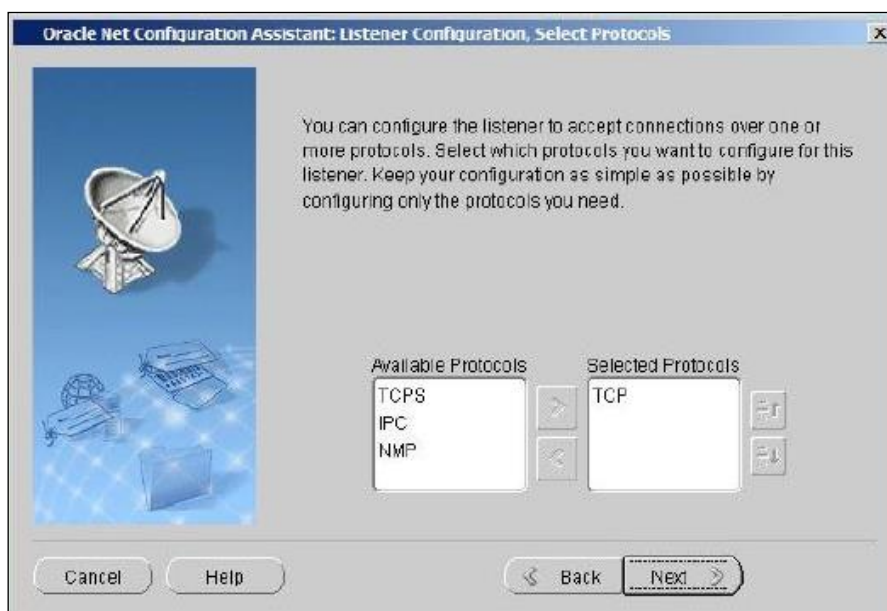 Oracle Net Configuration Assistant: Listener Configuration, Select Protocols
You can configure the listener to accept connections over one or
more protocols. Select which protocols you want to configure for this
listener. Keep your configuration as simple as possible by
configuring only the protocols you need.
Available Protocols
TCPS
IPC
NMP
Selected Protocols
TCP
Cancel
Help
Back
Next